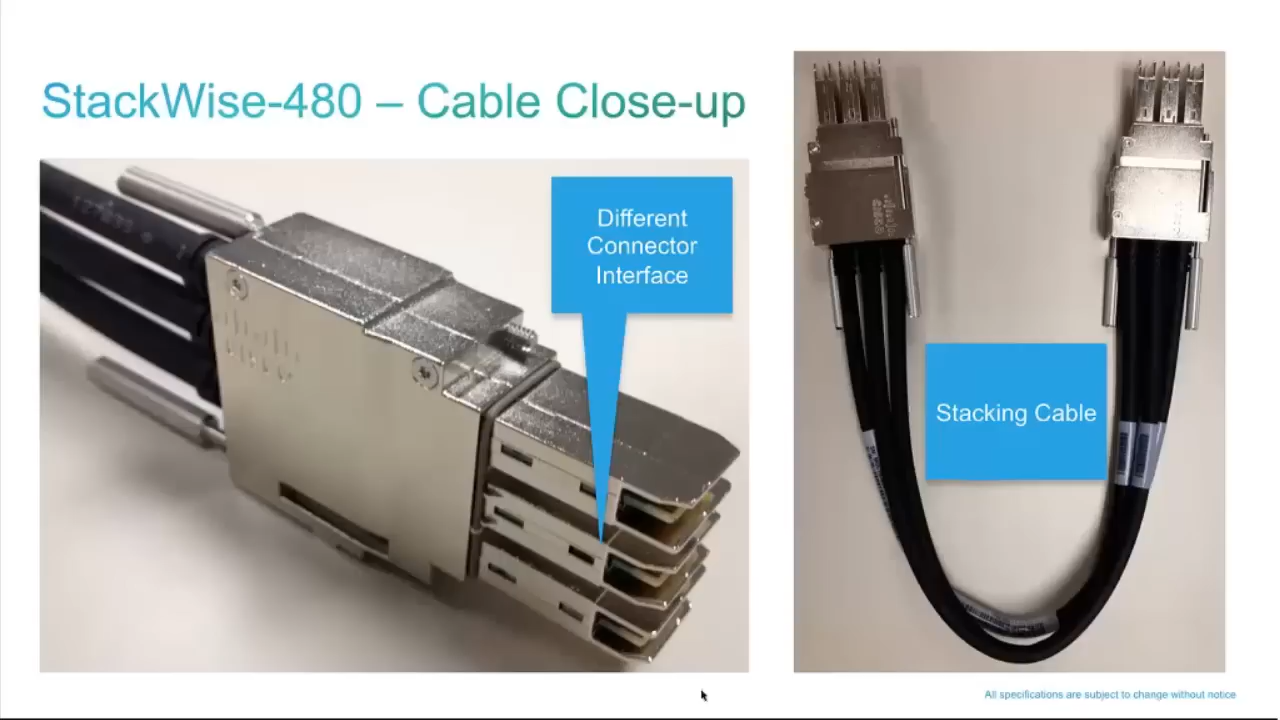 StackWise-480 – Cable Close-up
Different
Connector
Interface
Stacking Cable
All specifications are subject to change without notice